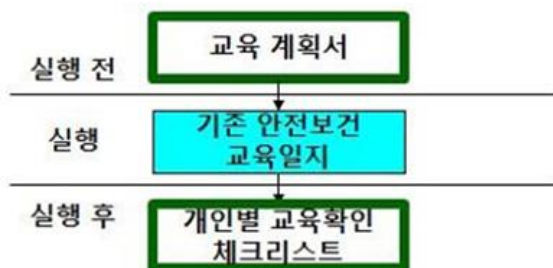 교육 계획서
실행 전
실행
기존 안전보건
교육일지
실행 후
개인별 교육확인
체크리스트